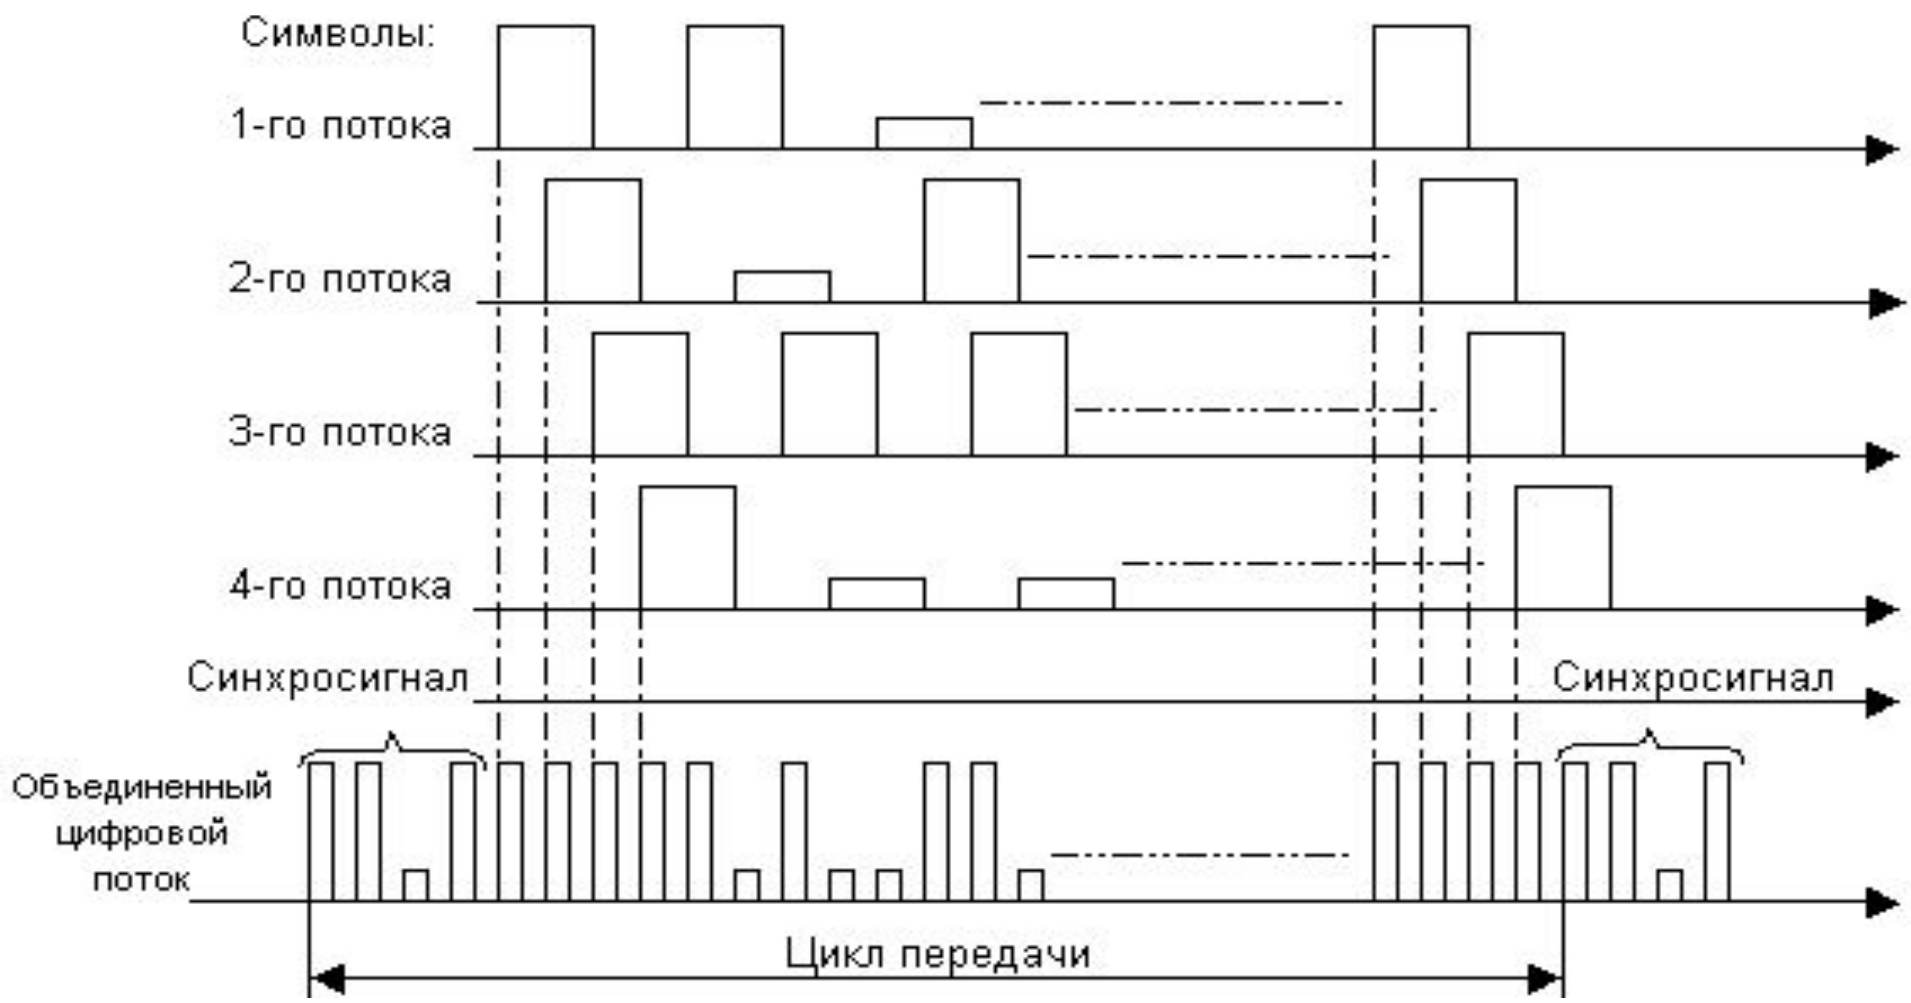 Символы:
1-го потока
2-го потока
3-го потока
4-го потока
Синхросигнал
Синхросигнал
Объединенный
цифровой
поток
Цикл передачи